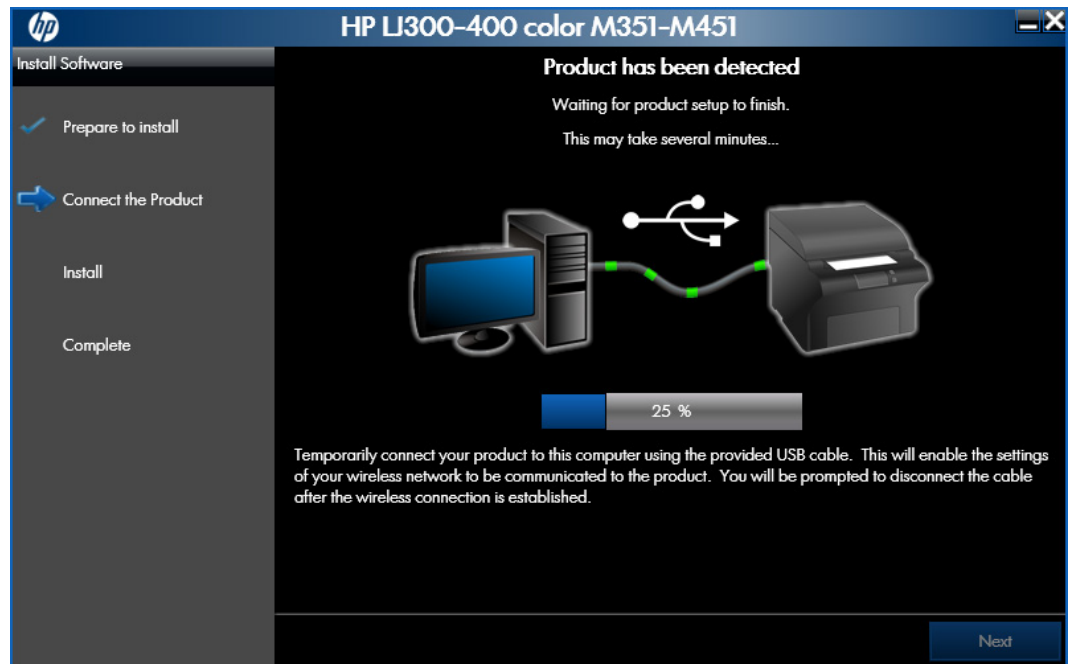 hp
HP LJ300-400 color M351-M451
Install Software
Prepare to install
Connect the Product
Install
Complete
Product has been detected
Waiting for product setup to finish.
This may take several minutes...
25 %
Temporarily connect your product to this computer using the provided USB cable. This will enable the settings
of your wireless network to be communicated to the product. You will be prompted to disconnect the cable
after the wireless connection is established.
Next